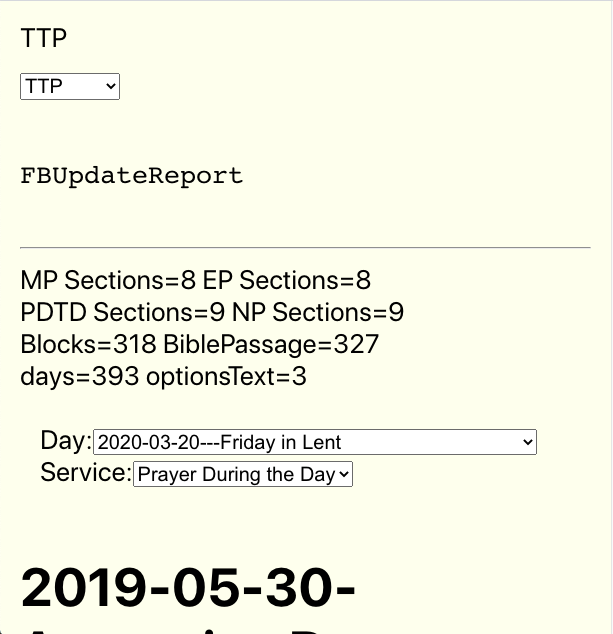 TTP
TTP
FBUpdateReport
MP Sections=8 EP Sections=8
PDTD Sections=9 NP Sections=9
Blocks=318 BiblePassage=327
days=393 optionsText=3
Day: 2020-03-20---Friday in Lent
Service: Prayer During the Day
2019-05-30-